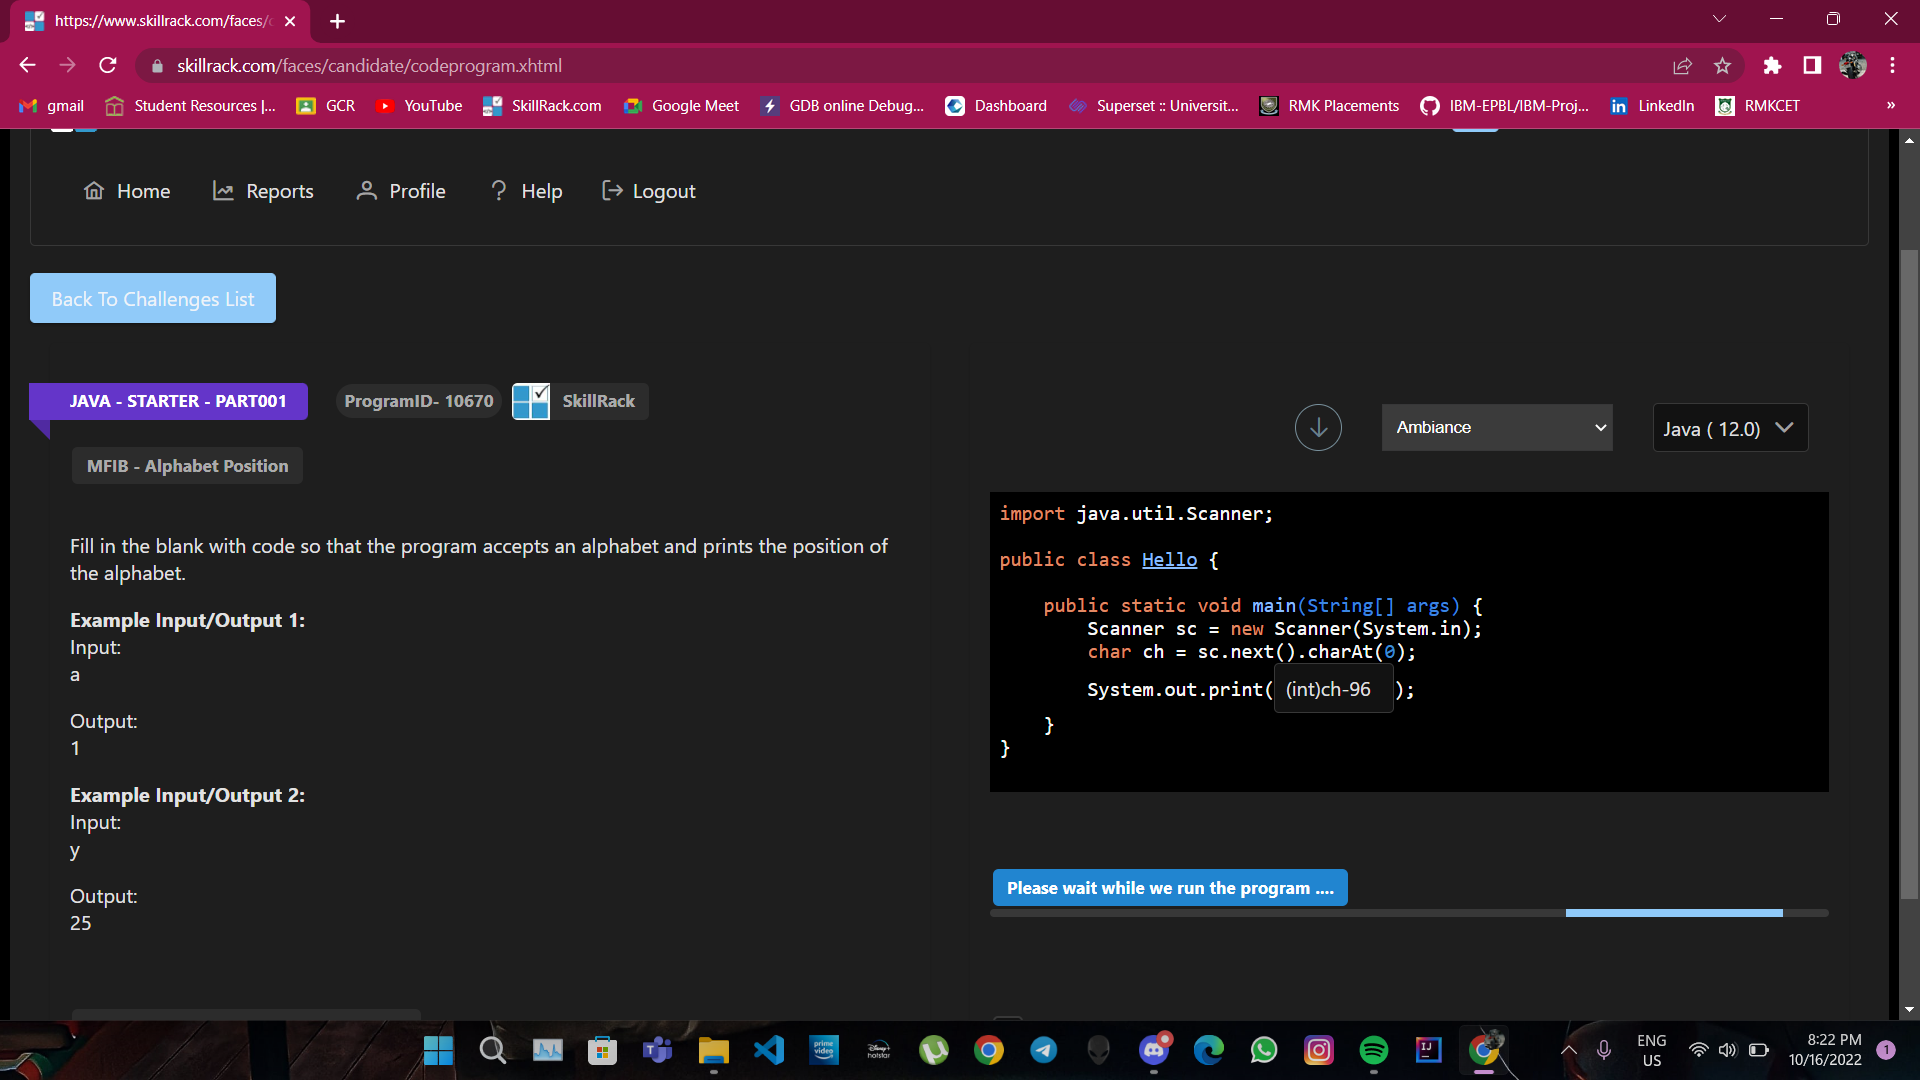 https://www.skillrack.com/faces/c
skillrack.com/faces/candidate/codeprogram.xhtml
gmail
Student Resources |...
GCR
YouTube
SkillRack.com
Google Meet
GDB online Debug...
Dashboard
Superset :: Universit...
RMK Placements
IBM-EPBL/IBM-Proj...
LinkedIn
RMKCET
»
Home
Reports
Profile
Help
Logout
Back To Challenges List
JAVA - STARTER - PART001
ProgramID- 10670
SkillRack
Ambiance
Java ( 12.0)
MFIB - Alphabet Position
Fill in the blank with code so that the program accepts an alphabet and prints the position of
the alphabet.
Example Input/Output 1:
Input:
a
Output:
1
Example Input/Output 2:
Input:
y
Output:
25
import java.util.Scanner;
public class Hello {
public static void main(String[] args) {
Scanner sc = new Scanner(System.in);
char ch = sc.next().charAt(0);
System.out.print( (int)ch-96 );
}
}
Please wait while we run the program ....
prime video
Disney+ hotstar
IJ
ENG
US
8:22 PM
10/16/2022
1